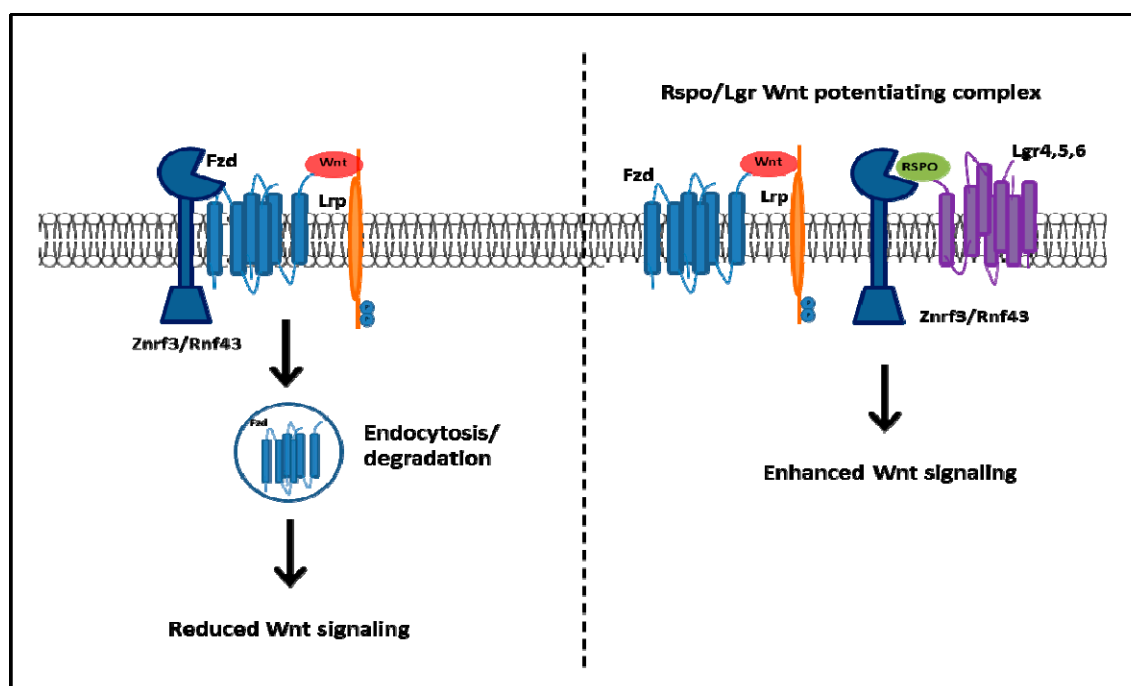 Fzd
Wnt
Lrp
Znrf3/Rnf43
Fzd
Endocytosis/
degradation
Reduced Wnt signaling
Rspo/Lgr Wnt potentiating complex
Fzd
Wnt
Lrp
RSPO
Lgr4,5,6
P
P
Znrf3/Rnf43
Enhanced Wnt signaling